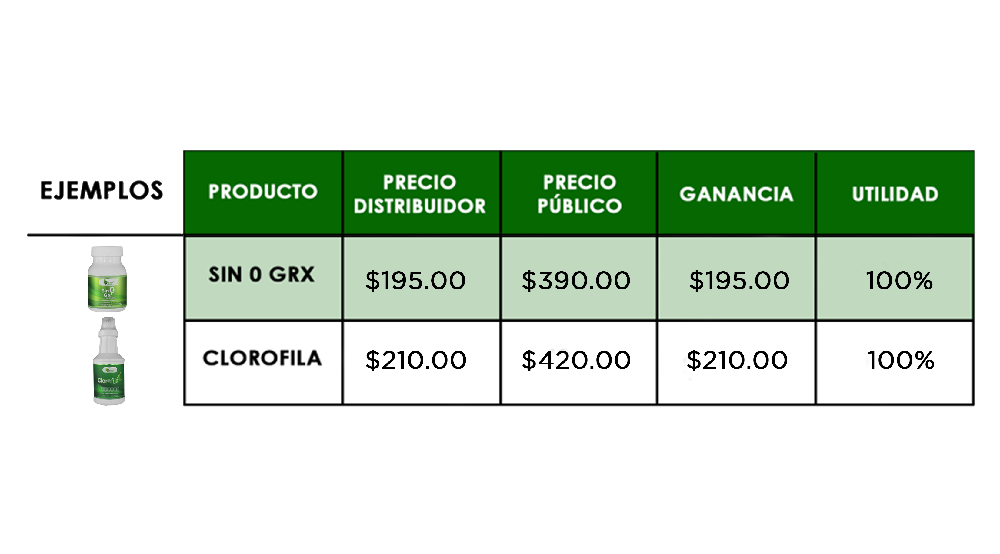 EJEMPLOS
PRODUCTO
PRECIO
DISTRIBUIDOR
PRECIO
PÚBLICO
GANANCIA
UTILIDAD
SIN 0 GRX
$195.00
$390.00
$195.00
100%
CLOROFILA
$210.00
$420.00
$210.00
100%
Sin 0
Gx'
Clorofila